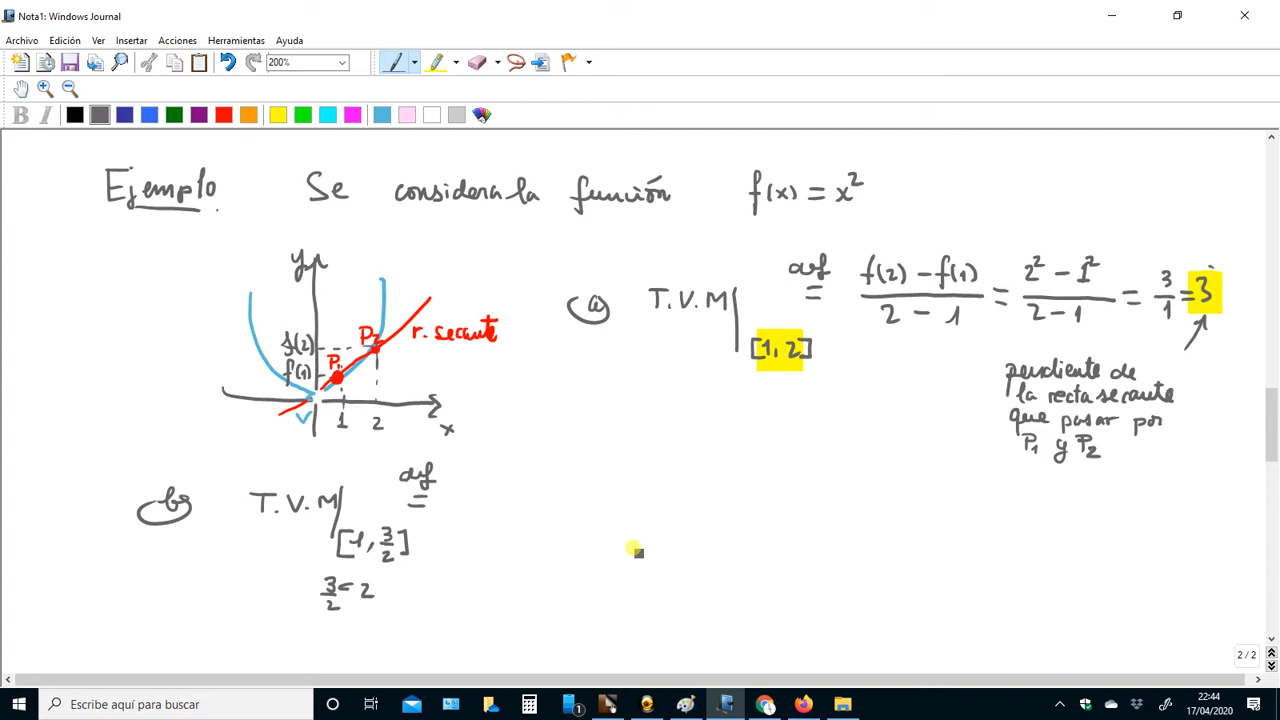 Nota1: Windows Journal
Archivo Edición Ver Insertar Acciones Herramientas Ayuda
200%
B I
Ejemplo. Se considera la función f(x) = x²
y
f(2)
f(1)
P₁
P₂
r. secante
V
1 2 x
a) T.V.M| [1, 2] def = f(2) - f(1) / 2 - 1 = 2² - 1² / 2 - 1 = 3/1 = 3
pendiente de
la recta secante
que pasar por
P₁ y P₂
b) T.V.M| [1, 3/2] def =
3/2 < 2
2/2
Escribe aquí para buscar
1
22:44
17/04/2020